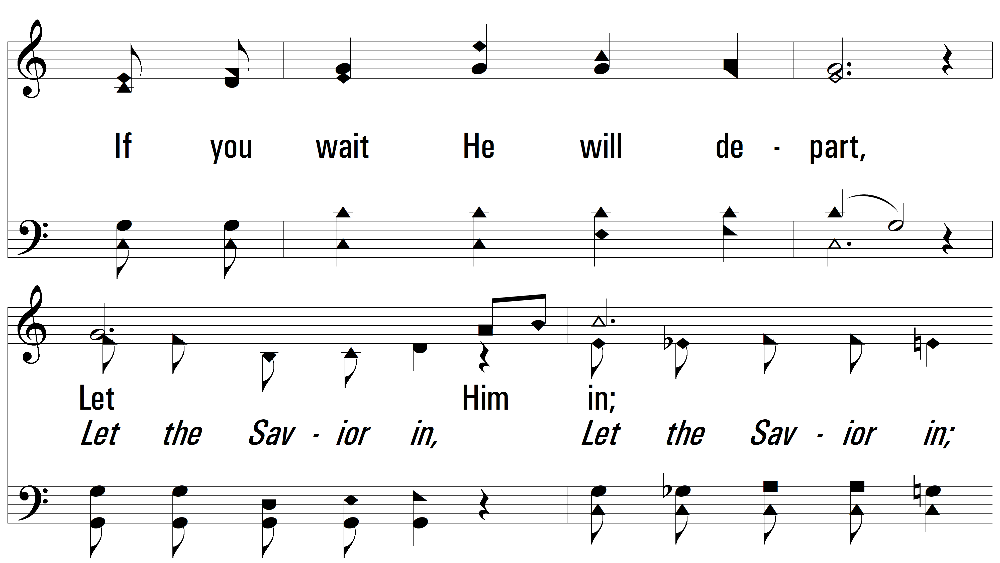 If you wait He will de - part,
Let Him in;
Let the Sav - ior in, Let the Sav - ior in;